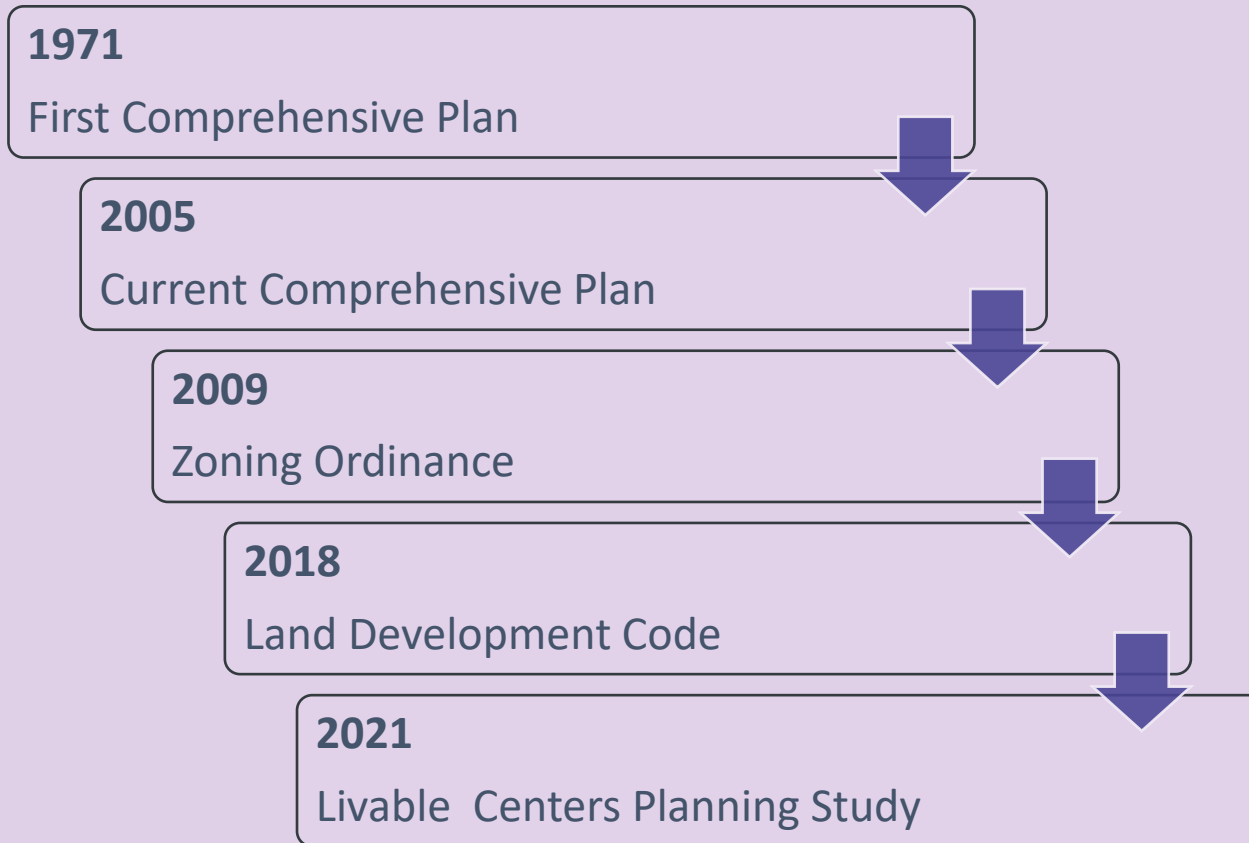 1971
First Comprehensive Plan
2005
Current Comprehensive Plan
2009
Zoning Ordinance
2018
Land Development Code
2021
Livable  Centers Planning Study